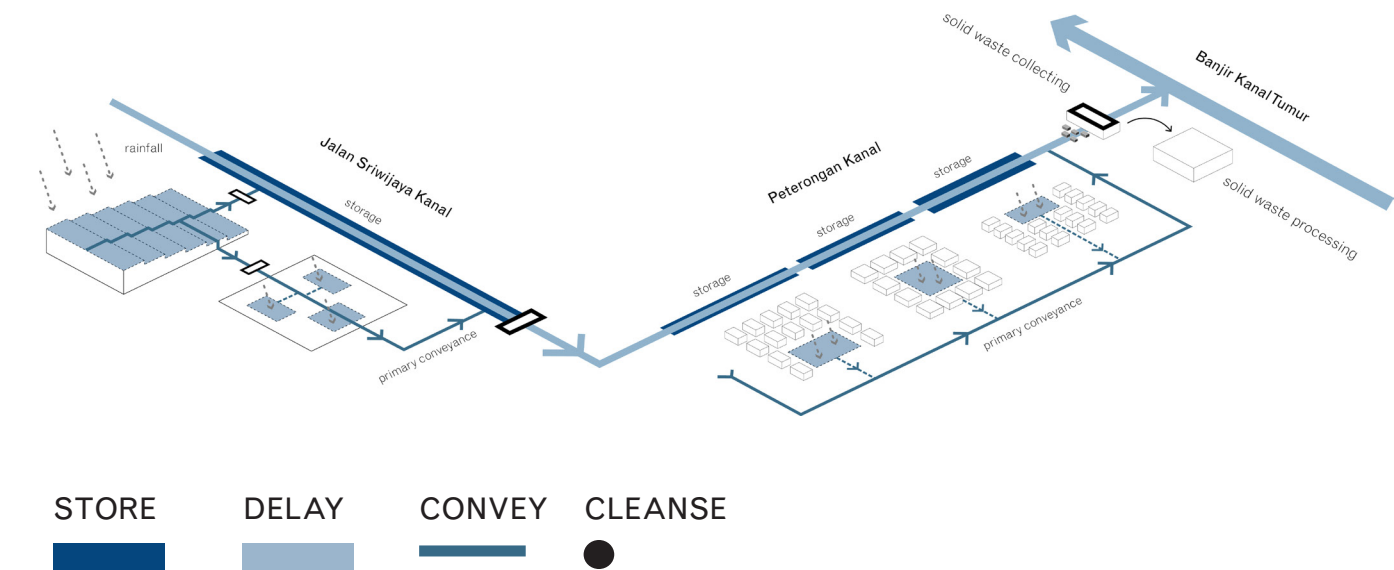 solid waste collecting
Banjir Kanal Tumur
rainfall
Jalan Sriwijaya Kanal
storage
Peterongan Kanal
storage
storage
storage
solid waste processing
primary conveyance
primary conveyance
STORE
DELAY
CONVEY
CLEANSE